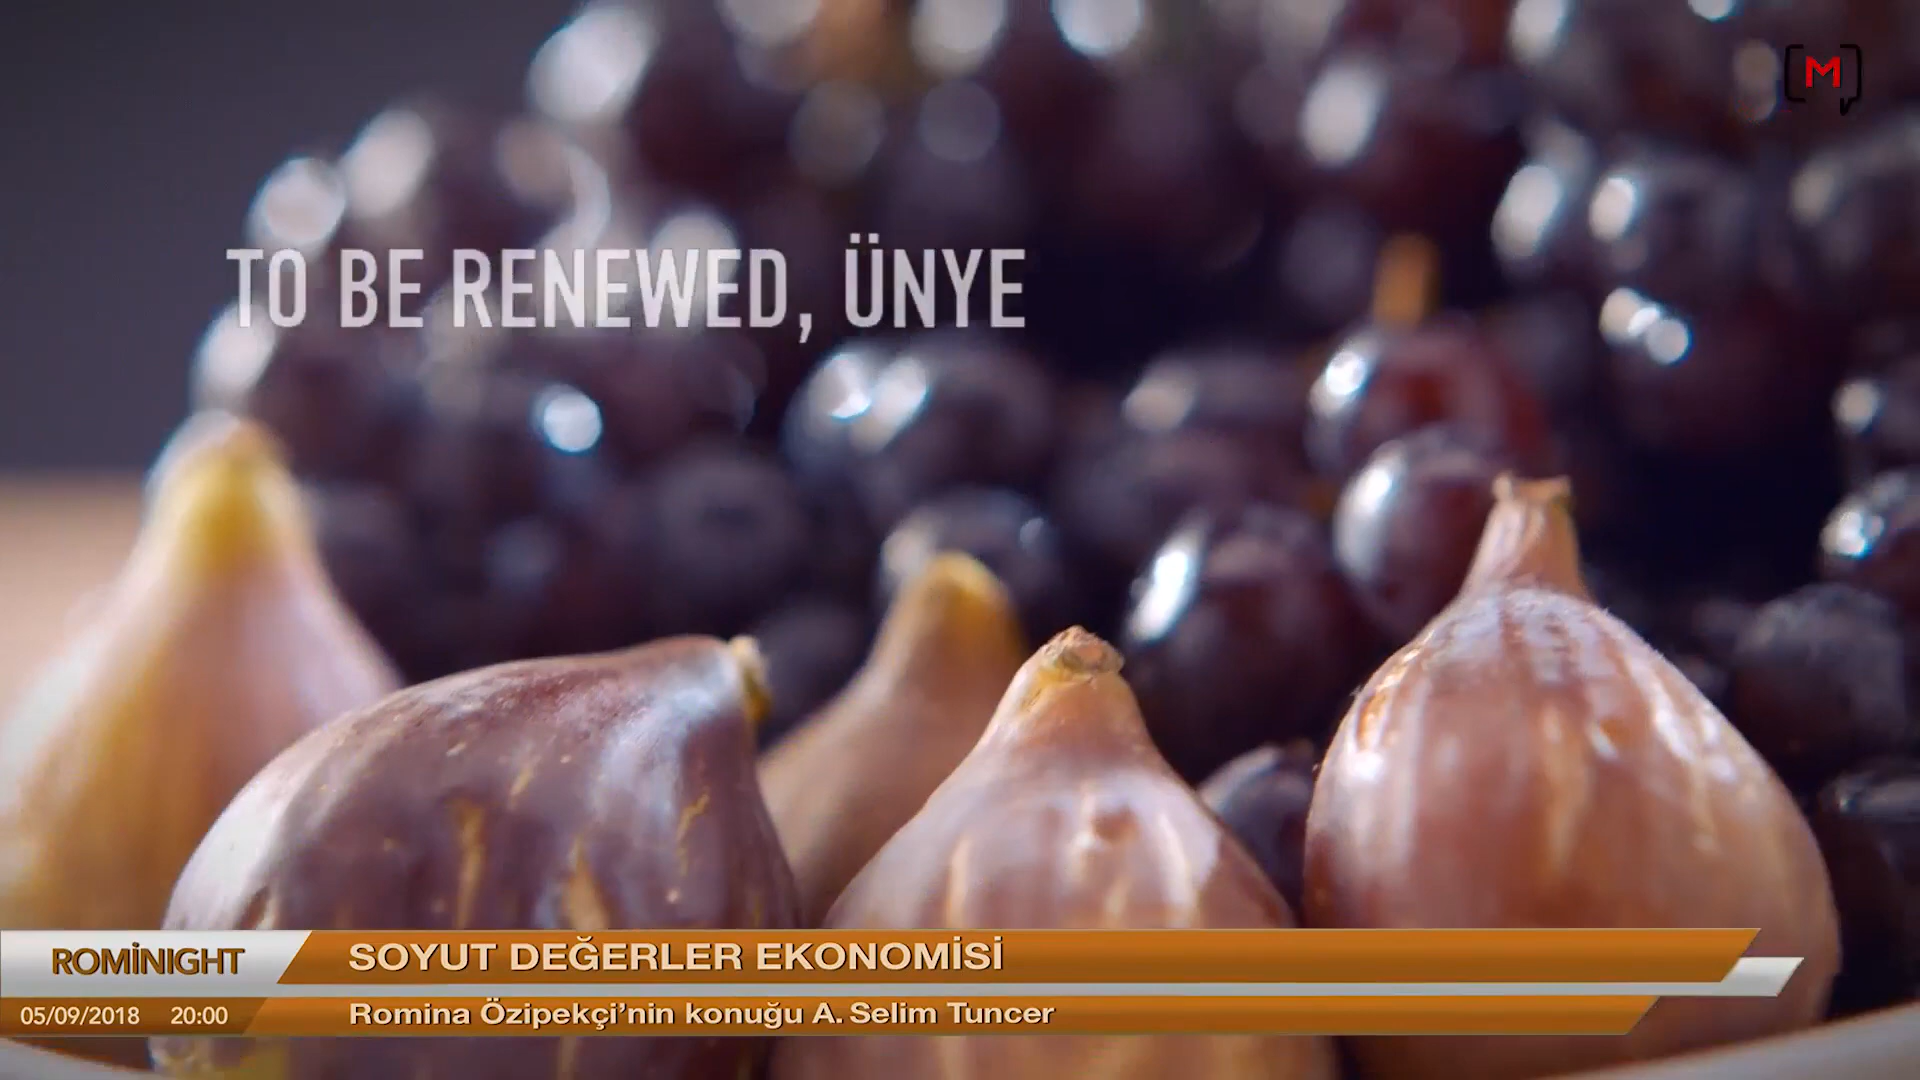 M
TO BE RENEWED, ÜNYE
ROMİNIGHT
SOYUT DEĞERLER EKONOMİSİ
05/09/2018 20:00
Romina Özipekçi’nin konuğu A. Selim Tuncer